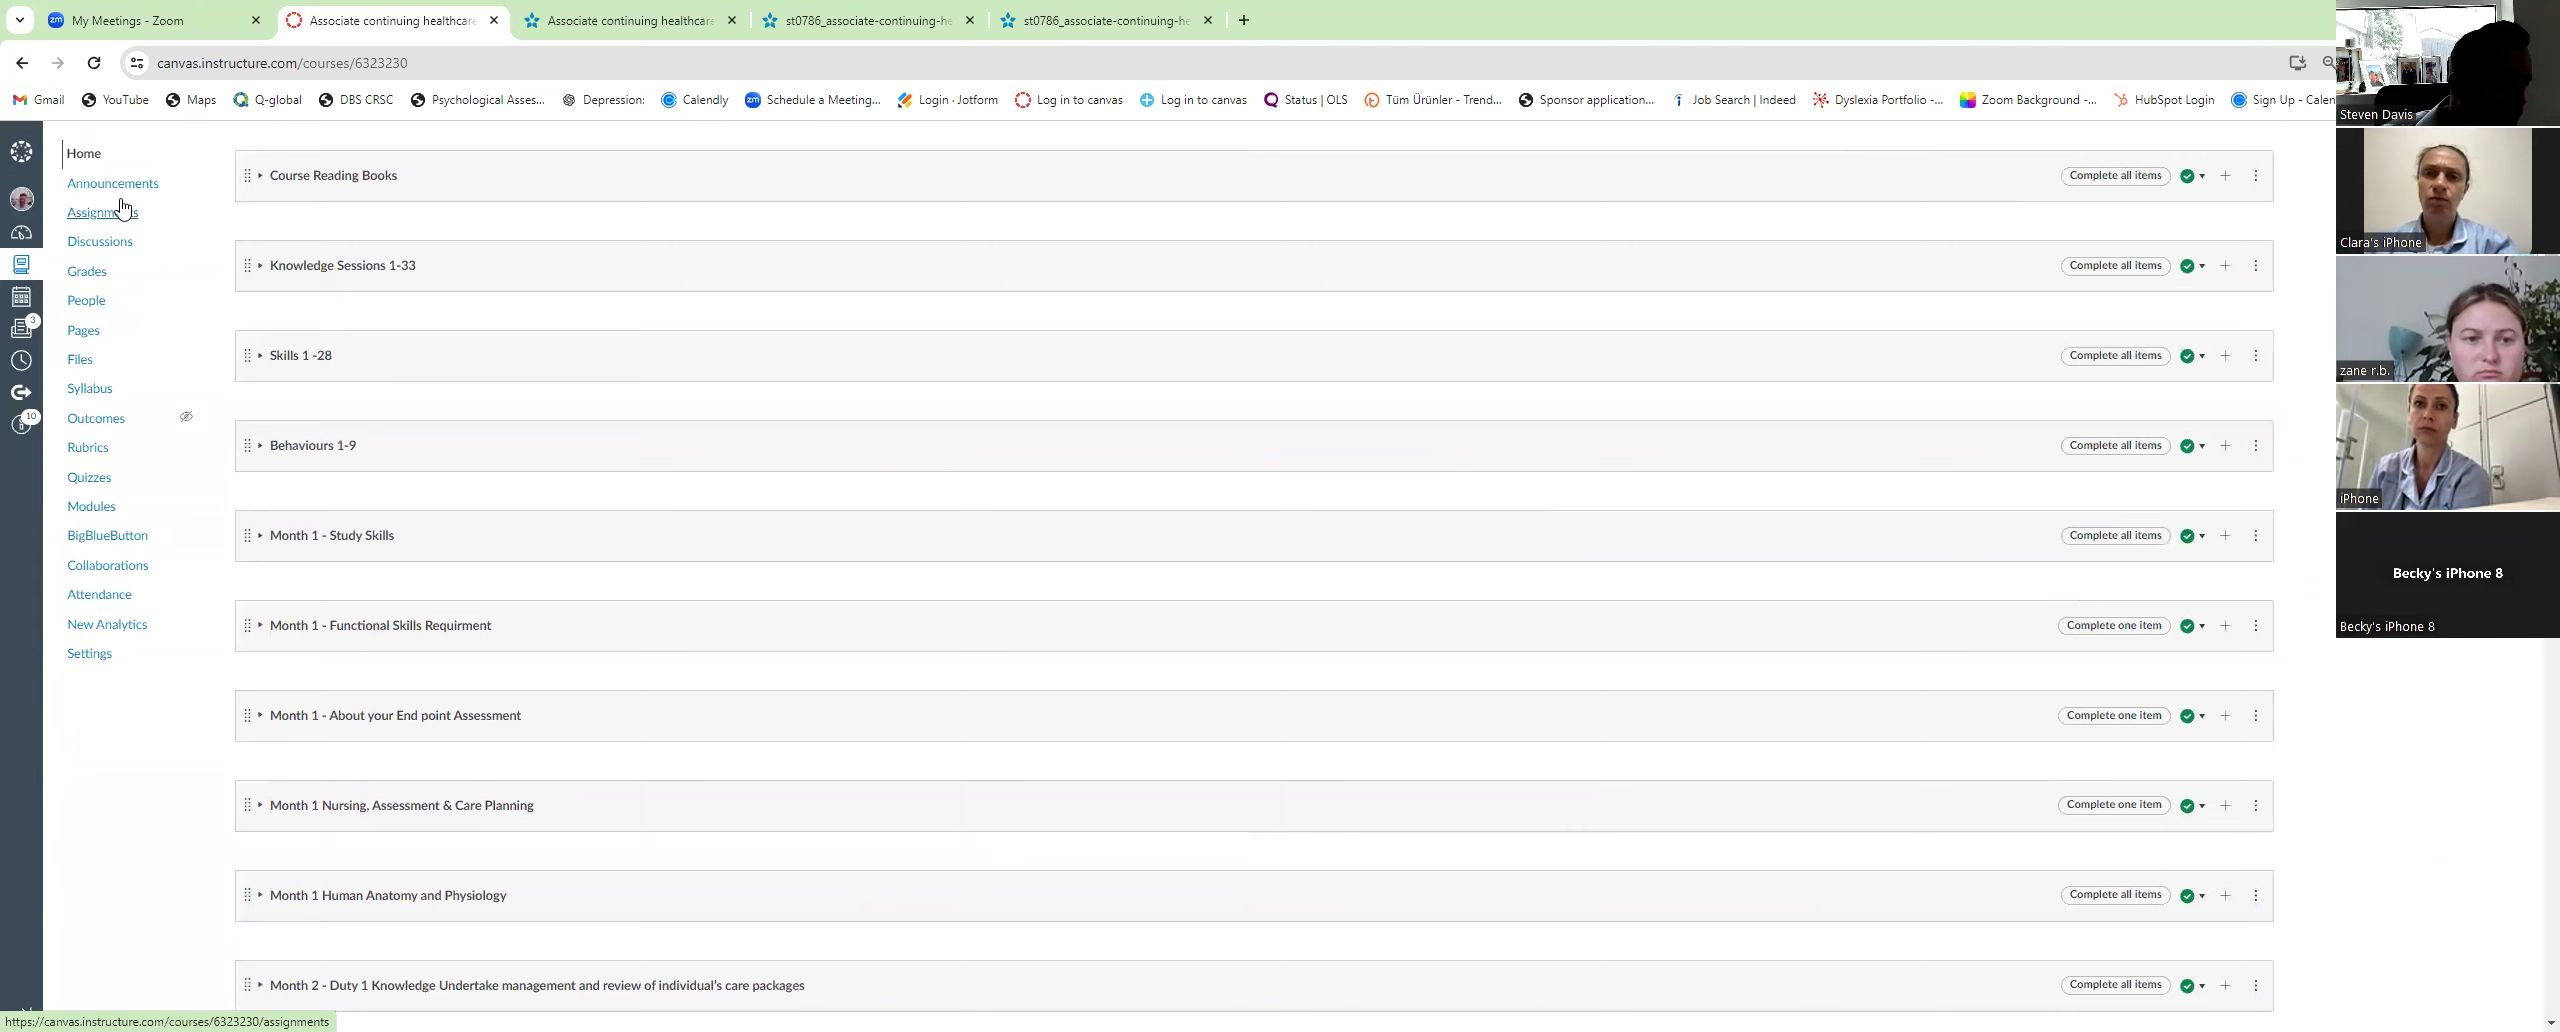 My Meetings - Zoom
Associate continuing healthcare
Associate continuing healthcare
st0786_associate-continuing-he
st0786_associate-continuing-he
canvas.instructure.com/courses/6323230
Gmail
YouTube
Maps
Q-global
DBS CRSC
Psychological Asses...
Depression:
Calendly
Schedule a Meeting...
Login · Jotform
Log in to canvas
Log in to canvas
Status | OLS
Tüm Ürünler - Trend...
Sponsor application...
Job Search | Indeed
Dyslexia Portfolio -...
Zoom Background -...
HubSpot Login
Sign Up - Calen
Home
Announcements
Assignments
Discussions
Grades
People
Pages
Files
Syllabus
Outcomes
Rubrics
Quizzes
Modules
BigBlueButton
Collaborations
Attendance
New Analytics
Settings
3
10
Course Reading Books
Complete all items
Knowledge Sessions 1-33
Complete all items
Skills 1 -28
Complete all items
Behaviours 1-9
Complete all items
Month 1 - Study Skills
Complete all items
Month 1 - Functional Skills Requirment
Complete one item
Month 1 - About your End point Assessment
Complete one item
Month 1 Nursing, Assessment & Care Planning
Complete one item
Month 1 Human Anatomy and Physiology
Complete all items
Month 2 - Duty 1 Knowledge Undertake management and review of individual's care packages
Complete all items
https://canvas.instructure.com/courses/6323230/assignments
Steven Davis
Clara's iPhone
zane r.b.
iPhone
Becky's iPhone 8
Becky's iPhone 8